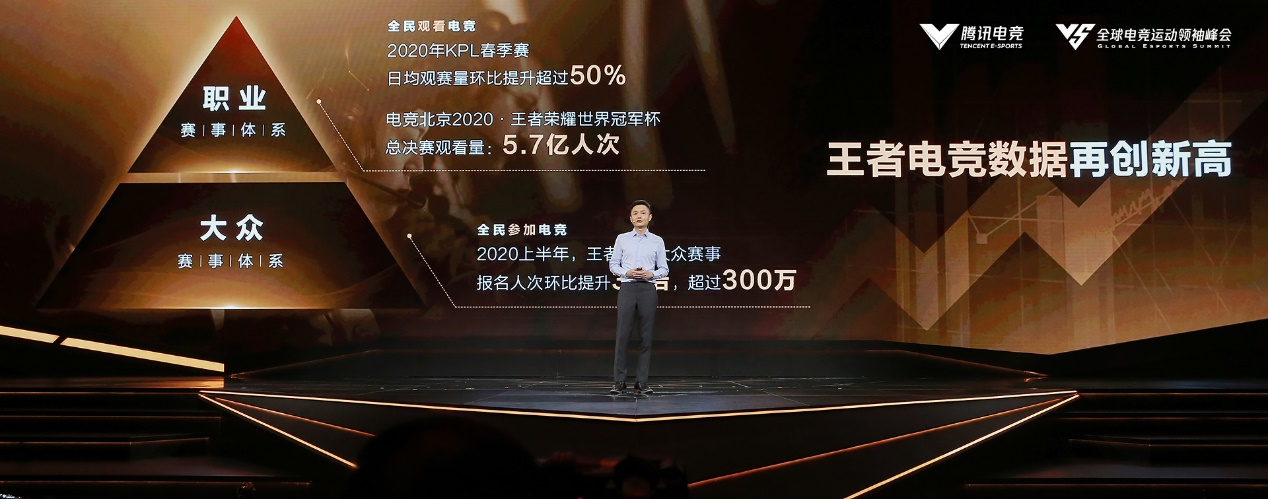 腾讯电竞
TENCENT E-SPORTS
VS 全球电竞运动领袖峰会
GLOBAL ESPORTS SUMMIT
王者电竞数据再创新高
职业
赛事体系
全民观看电竞
2020年KPL春季赛
日均观赛量环比提升超过50%
电竞北京2020·王者荣耀世界冠军杯
总决赛观看量:5.7亿人次
大众
赛事体系
全民参加电竞
2020上半年,王者 大众赛事
报名人次环比提升 ,超过300万